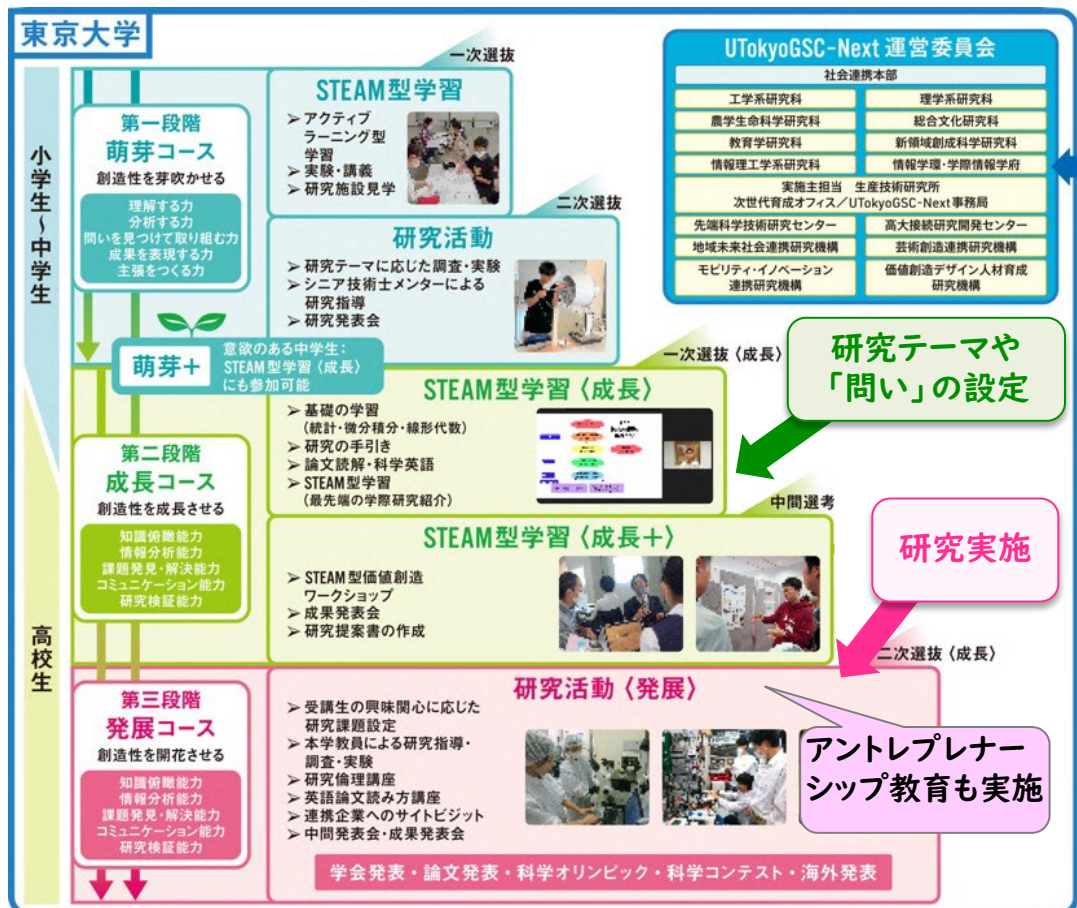 東京大学
小学生～中学生
高校生
一次選抜
第一段階
萌芽コース
創造性を芽吹かせる
理解する力
分析する力
問いを見つけて取り組む力
成果を表現する力
主張をつくる力
STEAM型学習
➢ アクティブ
ラーニング型
学習
➢ 実験・講義
➢ 研究施設見学
二次選抜
研究活動
➢ 研究テーマに応じた調査・実験
➢ シニア技術士メンターによる
研究指導
➢ 研究発表会
萌芽+
意欲のある中学生：
STEAM型学習〈成長〉
にも参加可能
UTokyoGSC-Next 運営委員会
社会連携本部
工学系研究科
理学系研究科
農学生命科学研究科
総合文化研究科
教育学研究科
新領域創成科学研究科
情報理工学系研究科
情報学環・学際情報学府
実施主担当 生産技術研究所
次世代育成オフィス／UTokyoGSC-Next事務局
先端科学技術研究センター
高大接続研究開発センター
地域未来社会連携研究機構
芸術創造連携研究機構
モビリティ・イノベーション
連携研究機構
価値創造デザイン人材育成
研究機構
一次選抜〈成長〉
研究テーマや
「問い」の設定
第二段階
成長コース
創造性を成長させる
知識俯瞰能力
情報分析能力
課題発見・解決能力
コミュニケーション能力
研究検証能力
STEAM型学習〈成長〉
➢ 基礎の学習
(統計・微分積分・線形代数)
➢ 研究の手引き
➢ 論文読解・科学英語
➢ STEAM型学習
(最先端の学際研究紹介)
中間選考
STEAM型学習〈成長＋〉
➢ STEAM型価値創造
ワークショップ
➢ 成果発表会
➢ 研究提案書の作成
研究実施
二次選抜〈成長〉
第三段階
発展コース
創造性を開花させる
知識俯瞰能力
情報分析能力
課題発見・解決能力
コミュニケーション能力
研究検証能力
研究活動〈発展〉
➢ 受講生の興味関心に応じた
研究課題設定
➢ 本学教員による研究指導・
調査・実験
➢ 研究倫理講座
➢ 英語論文読み方講座
➢ 連携企業へのサイトビジット
➢ 中間発表会・成果発表会
アントレプレナー
シップ教育も実施
学会発表・論文発表・科学オリンピック・科学コンテスト・海外発表